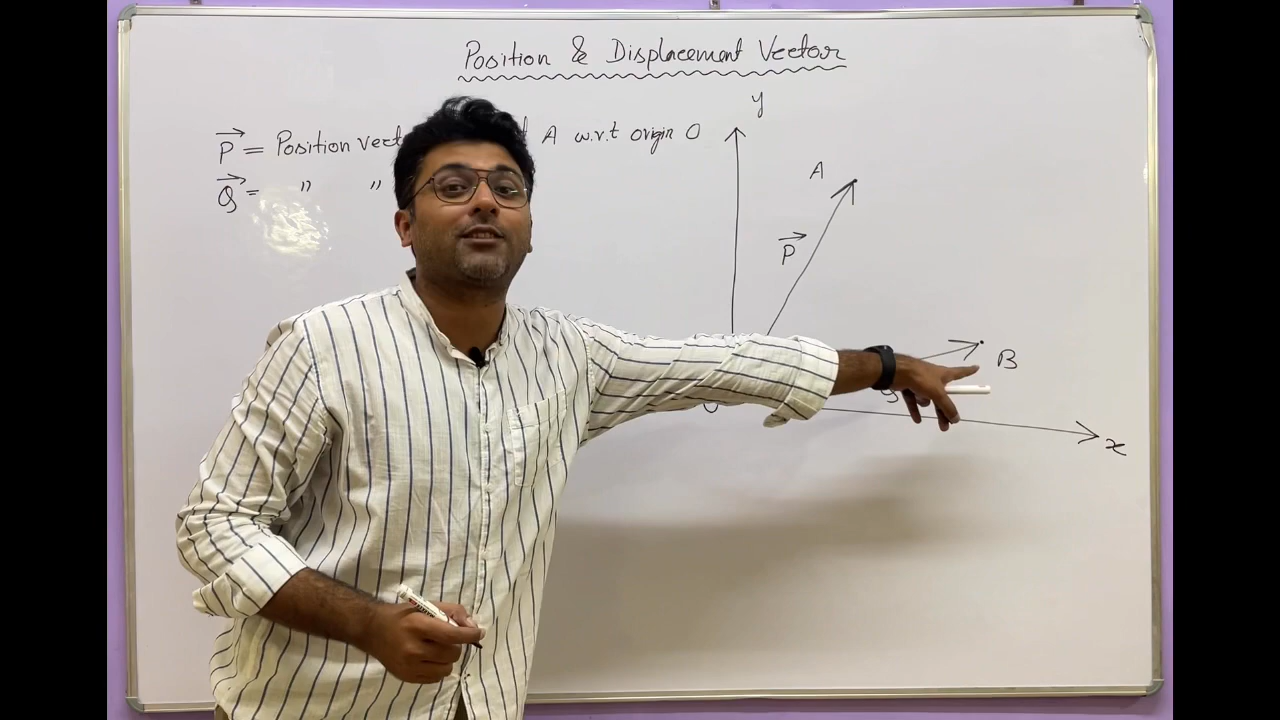 Position & Displacement Vector
P = Position vect A w.r.t origin O
Q = " "
y
A
P
B
x